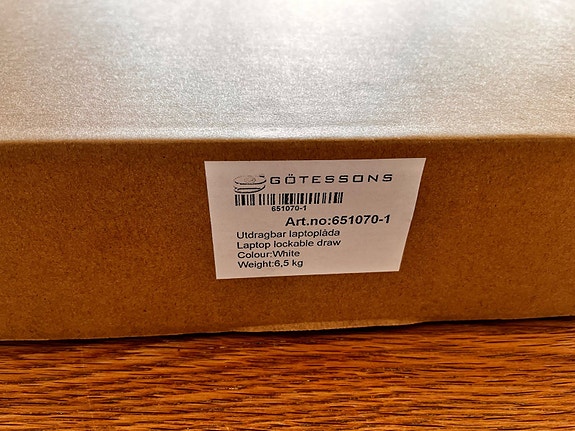 GÖTESSONS
651070-1
Art.no:651070-1
Utdragbar laptoplåda
Laptop lockable draw
Colour:White
Weight:6,5 kg